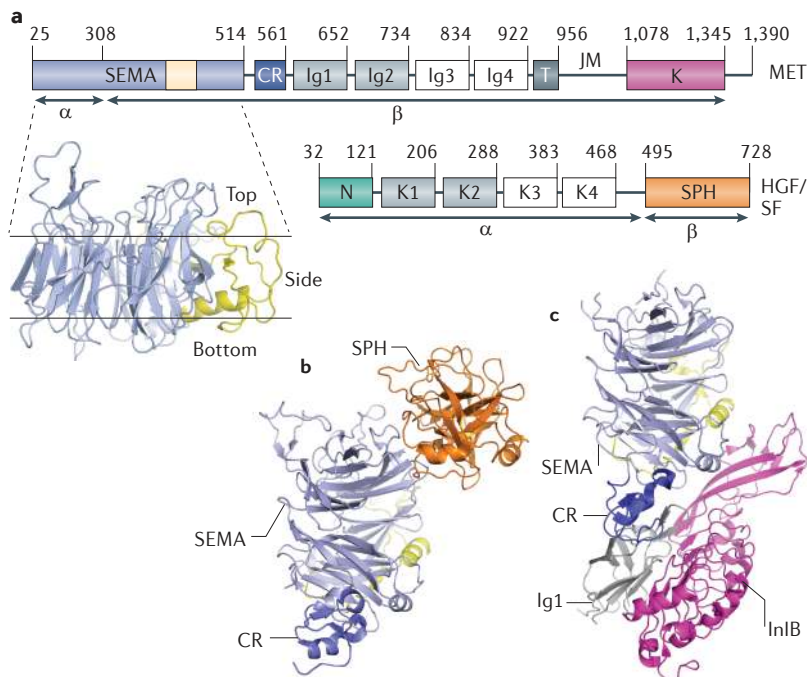 a
25 308 514 561 652 734 834 922 956 1,078 1,345 1,390
SEMA CR Ig1 Ig2 Ig3 Ig4 T JM K MET
α β
32 121 206 288 383 468 495 728
N K1 K2 K3 K4 SPH HGF/
SF
α β
Top
Side
Bottom
b
SPH
SEMA
CR
c
SEMA
CR
Ig1
InlB